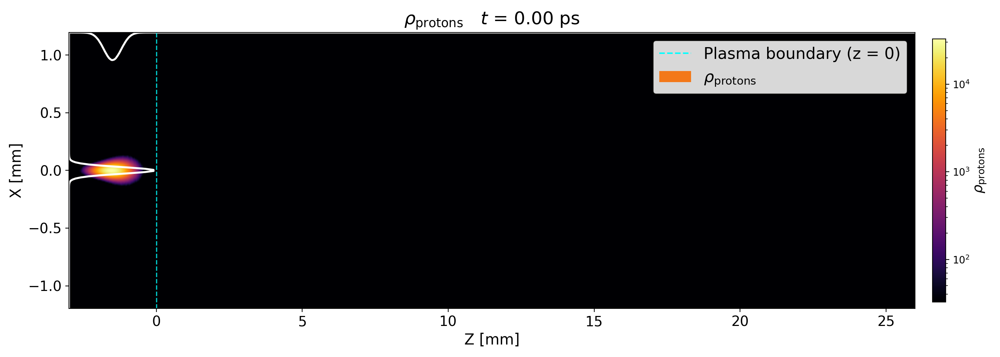 ρprotons t = 0.00 ps
Plasma boundary (z = 0)
ρprotons
X [mm]
1.0
0.5
0.0
−0.5
−1.0
0 5 10 15 20 25
Z [mm]
10⁴
10³
10²
ρprotons